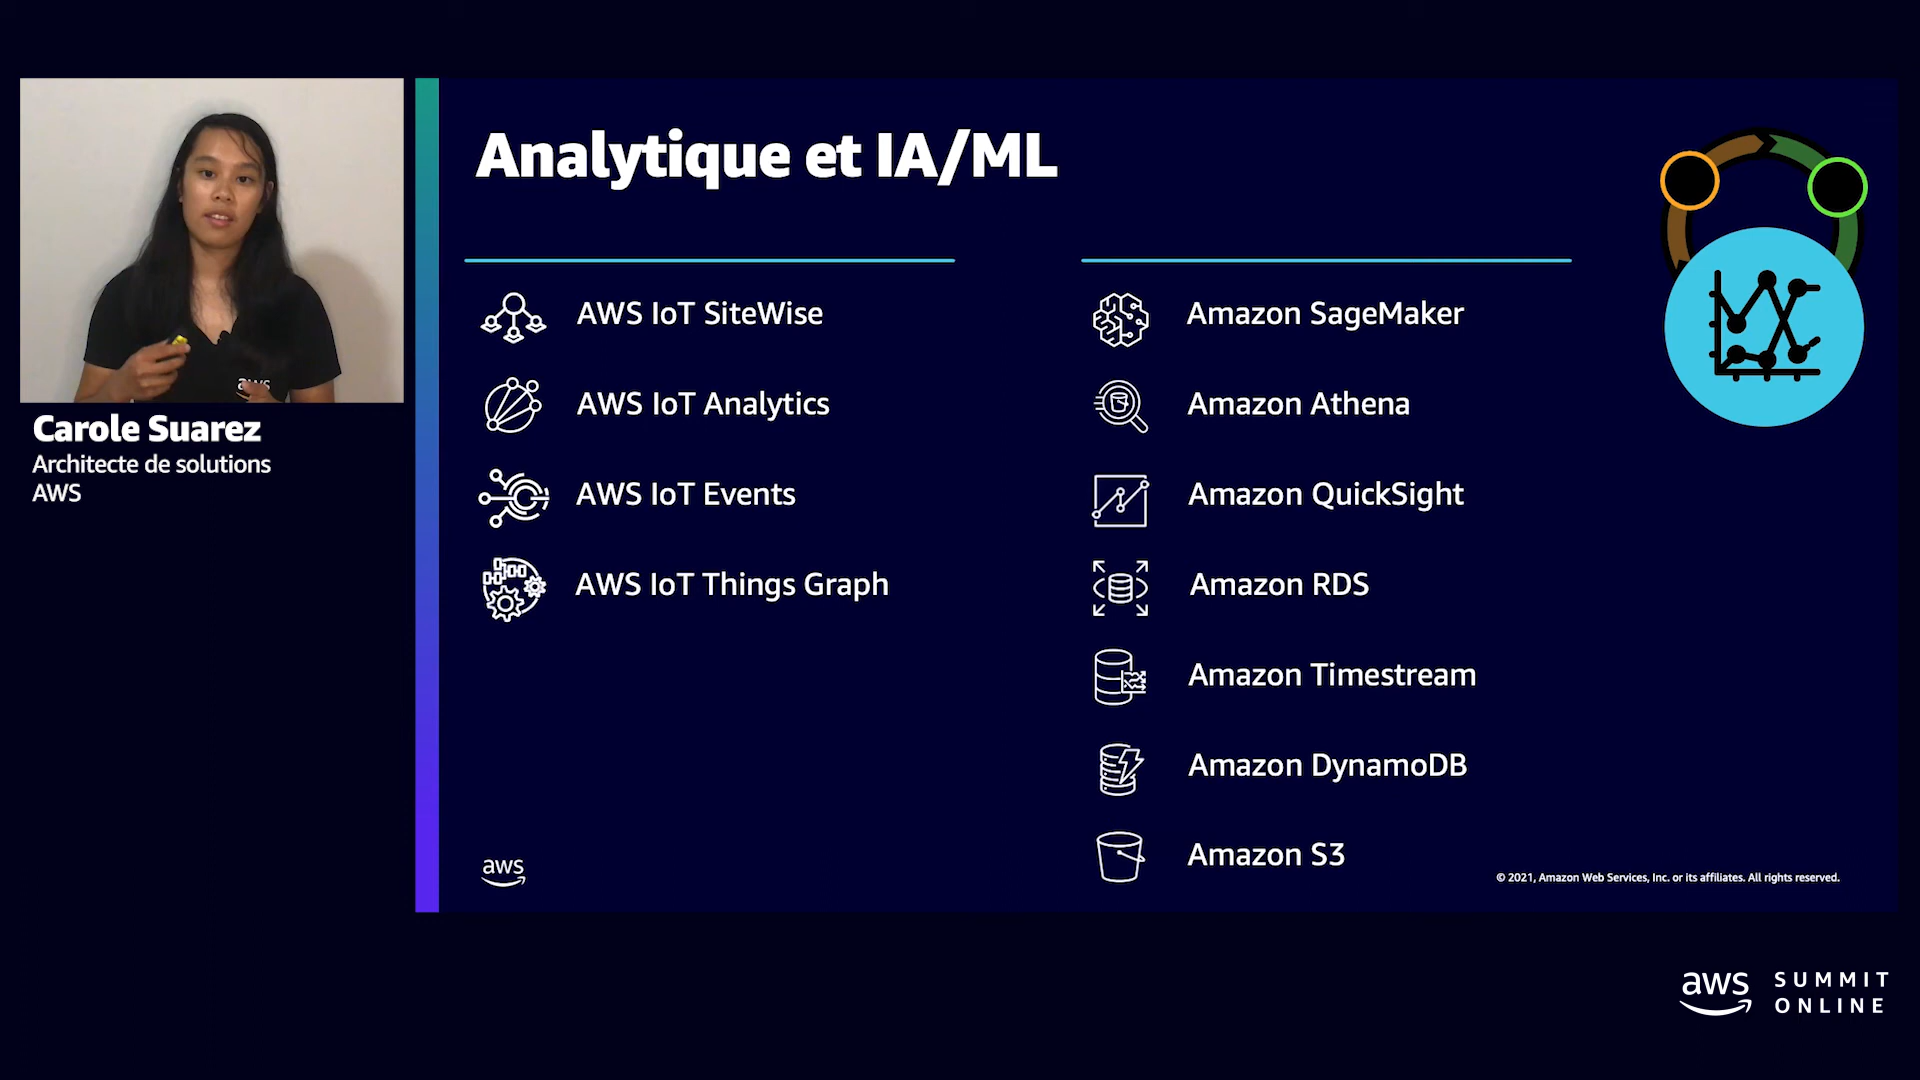 Analytique et IA/ML
AWS IoT SiteWise
AWS IoT Analytics
AWS IoT Events
AWS IoT Things Graph
Amazon SageMaker
Amazon Athena
Amazon QuickSight
Amazon RDS
Amazon Timestream
Amazon DynamoDB
Amazon S3
aws
© 2021, Amazon Web Services, Inc. or its affiliates. All rights reserved.
aws
Carole Suarez
Architecte de solutions
AWS
aws
SUMMIT
ONLINE